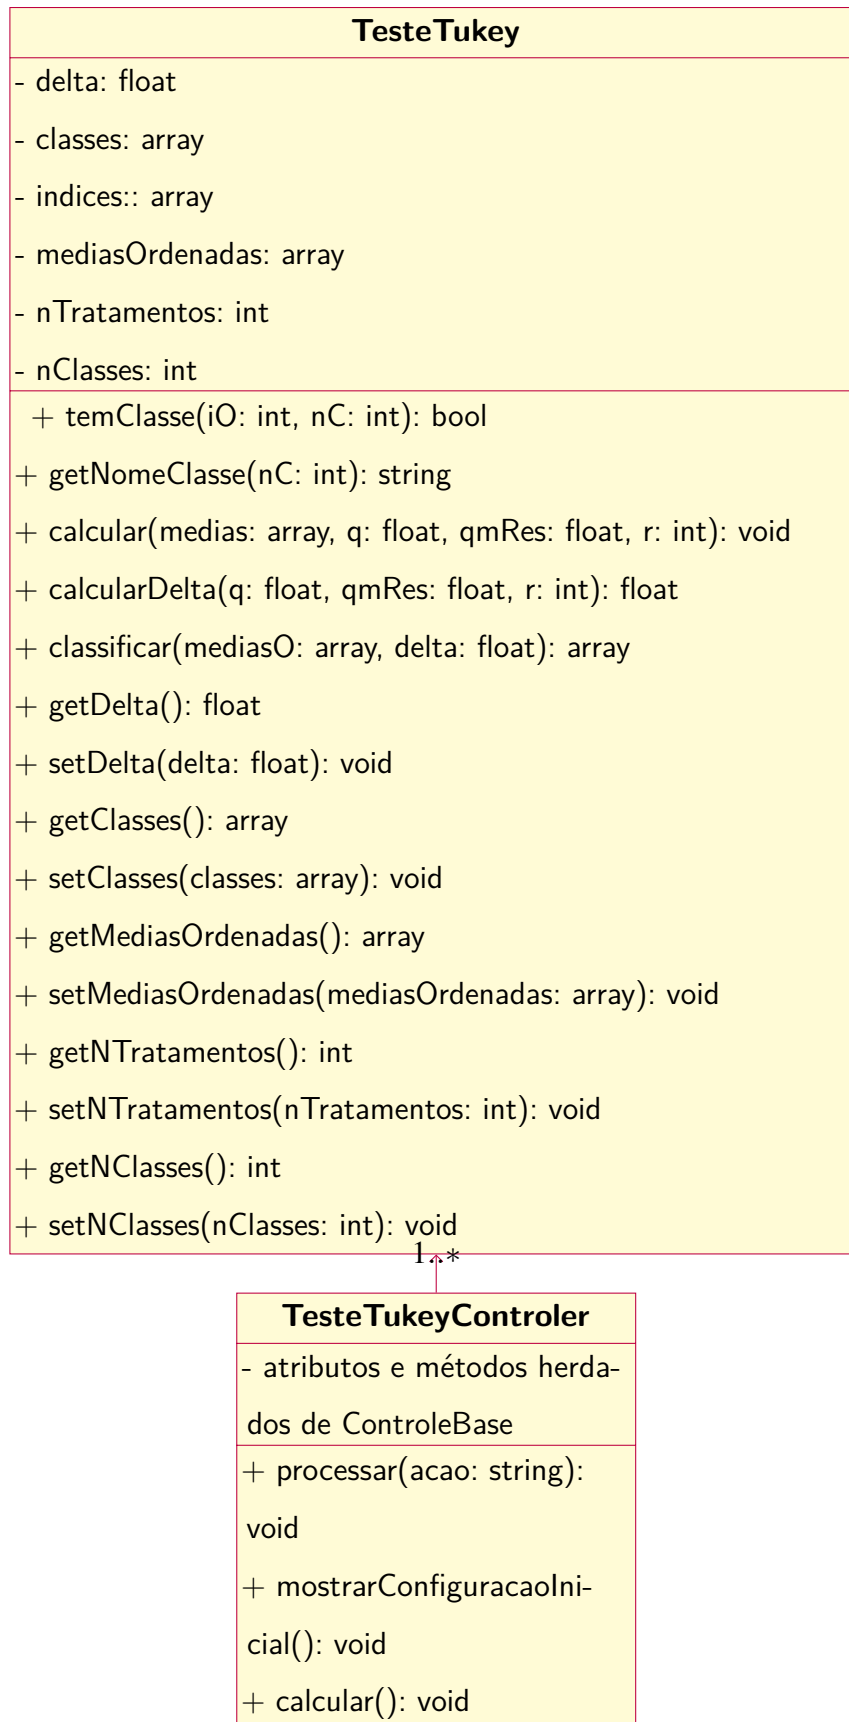 TesteTukey
- delta: float
- classes: array
- indices:: array
- mediasOrdenadas: array
- nTratamentos: int
- nClasses: int
+ temClasse(iO: int, nC: int): bool
+ getNomeClasse(nC: int): string
+ calcular(medias: array, q: float, qmRes: float, r: int): void
+ calcularDelta(q: float, qmRes: float, r: int): float
+ classificar(mediasO: array, delta: float): array
+ getDelta(): float
+ setDelta(delta: float): void
+ getClasses(): array
+ setClasses(classes: array): void
+ getMediasOrdenadas(): array
+ setMediasOrdenadas(mediasOrdenadas: array): void
+ getNTratamentos(): int
+ setNTratamentos(nTratamentos: int): void
+ getNClasses(): int
+ setNClasses(nClasses: int): void
1..*
TesteTukeyControler
- atributos e métodos herda-
dos de ControleBase
+ processar(acao: string):
void
+ mostrarConfiguracaoIni-
cial(): void
+ calcular(): void